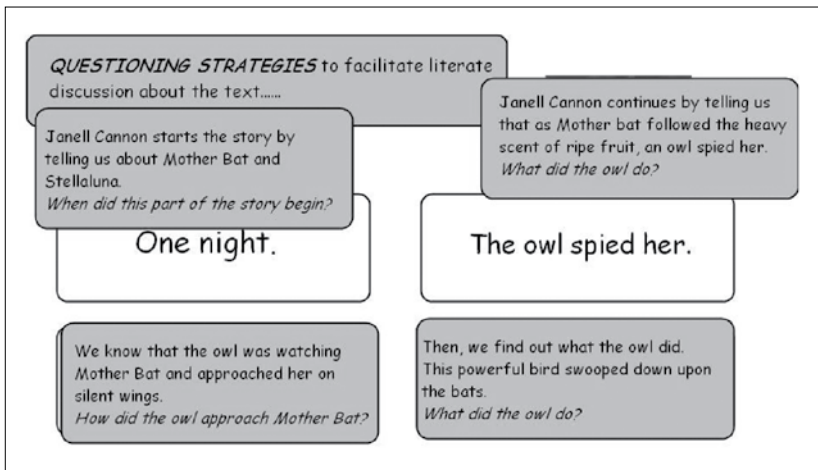 QUESTIONING STRATEGIES to facilitate literate
discussion about the text......
Janell Cannon starts the story by
telling us about Mother Bat and
Stellaluna.
When did this part of the story begin?
One night.
Janell Cannon continues by telling us
that as Mother bat followed the heavy
scent of ripe fruit, an owl spied her.
What did the owl do?
The owl spied her.
We know that the owl was watching
Mother Bat and approached her on
silent wings.
How did the owl approach Mother Bat?
Then, we find out what the owl did.
This powerful bird swooped down upon
the bats.
What did the owl do?